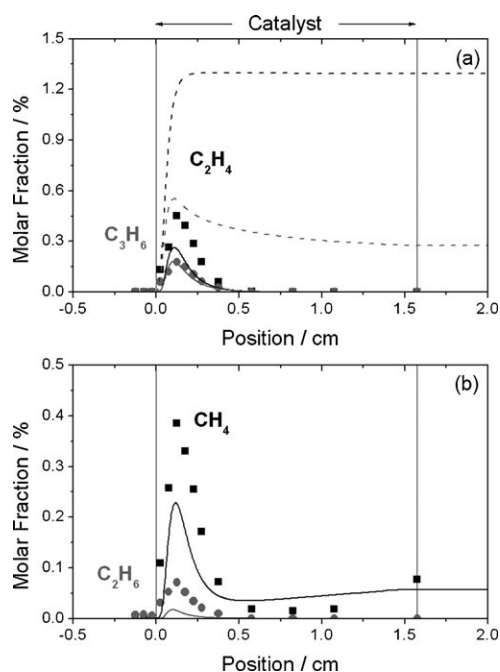 Catalyst
(a)
1.5
1.2
0.9
0.6
0.3
0.0
Molar Fraction / %
C₂H₄
C₃H₆
-0.5 0.0 0.5 1.0 1.5 2.0
Position / cm
(b)
0.5
0.4
0.3
0.2
0.1
0.0
Molar Fraction / %
CH₄
C₂H₆
-0.5 0.0 0.5 1.0 1.5 2.0
Position / cm